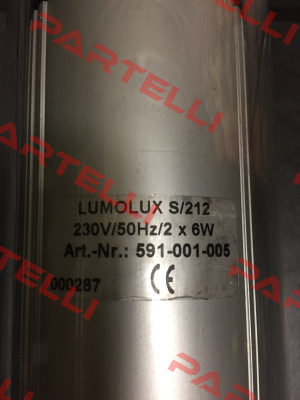 PARTELLI
LUMOLUX S/212
230V/50Hz/2 x 6W
Art.-Nr.: 591-001-005
000287 CE
PARTELLI
PARTELLI